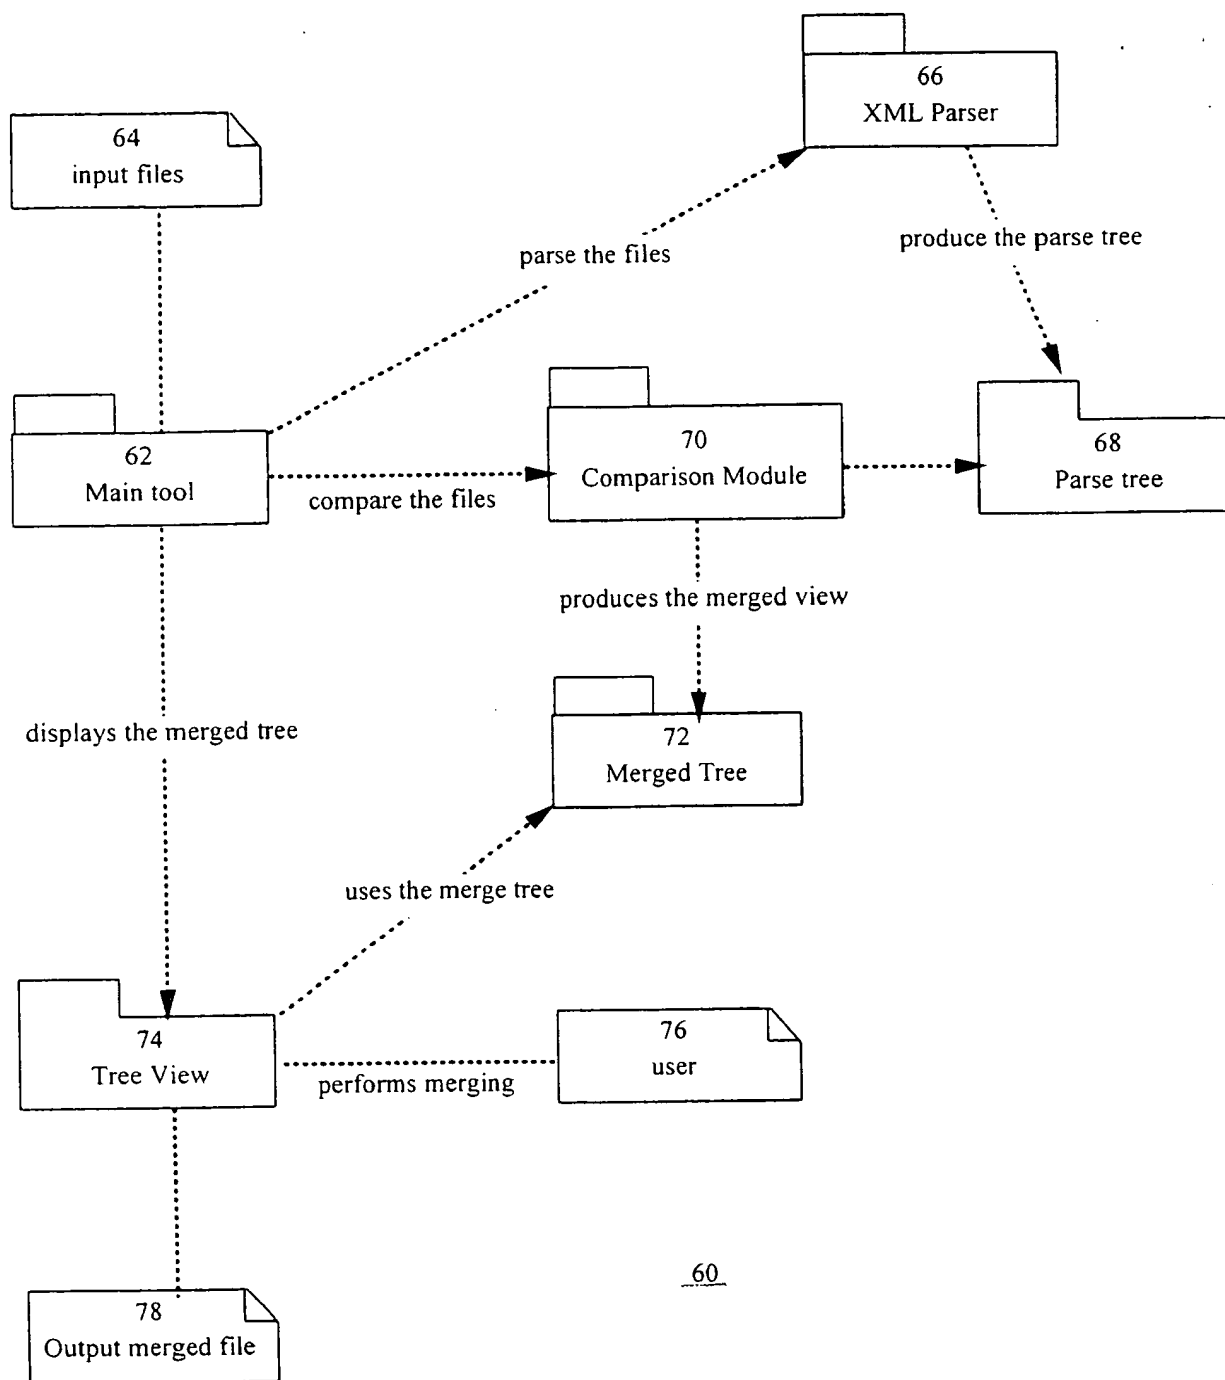 66
XML Parser
64
input files
produce the parse tree
parse the files
70
Comparison Module
68
Parse tree
62
Main tool
compare the files
produces the merged view
displays the merged tree
72
Merged Tree
uses the merge tree
74
Tree View
performs merging
76
user
60
78
Output merged file